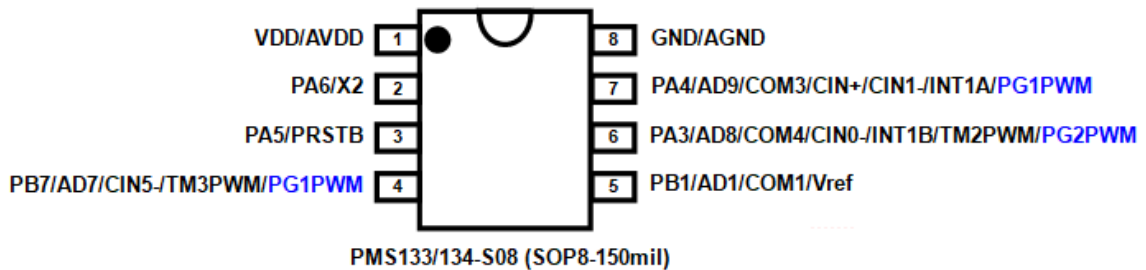 VDD/AVDD 1 8 GND/AGND
PA6/X2 2 7 PA4/AD9/COM3/CIN+/CIN1-/INT1A/PG1PWM
PA5/PRSTB 3 6 PA3/AD8/COM4/CIN0-/INT1B/TM2PWM/PG2PWM
PB7/AD7/CIN5-/TM3PWM/PG1PWM 4 5 PB1/AD1/COM1/Vref
PMS133/134-S08 (SOP8-150mil)